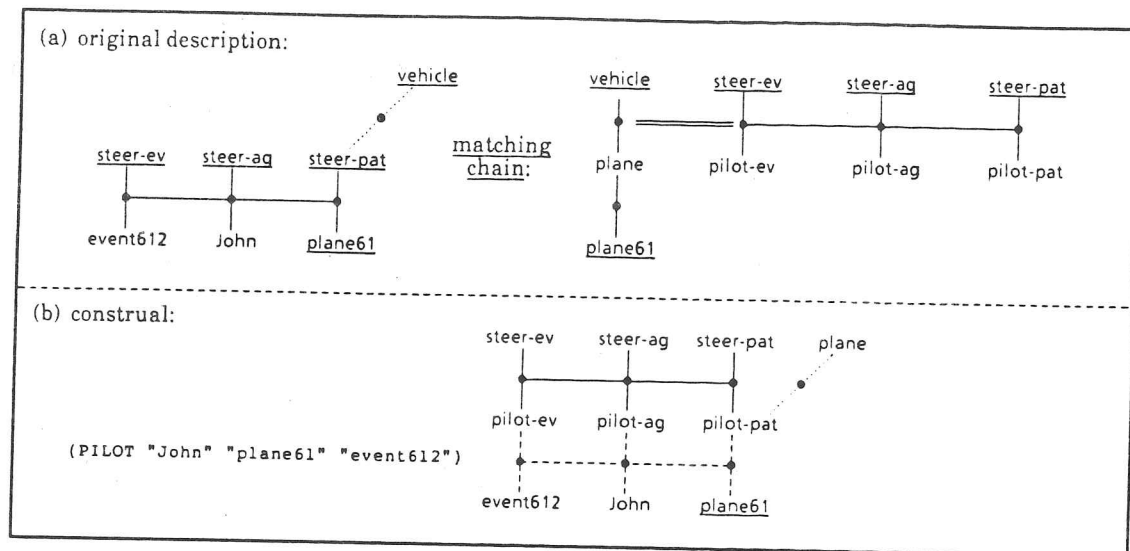 (a) original description:
vehicle
steer-ev steer-ag steer-pat
event612 John plane61
matching
chain:
vehicle steer-ev steer-ag steer-pat
plane pilot-ev pilot-ag pilot-pat
plane61
(b) construal:
(PILOT "John" "plane61" "event612")
steer-ev steer-ag steer-pat plane
pilot-ev pilot-ag pilot-pat
event612 John plane61